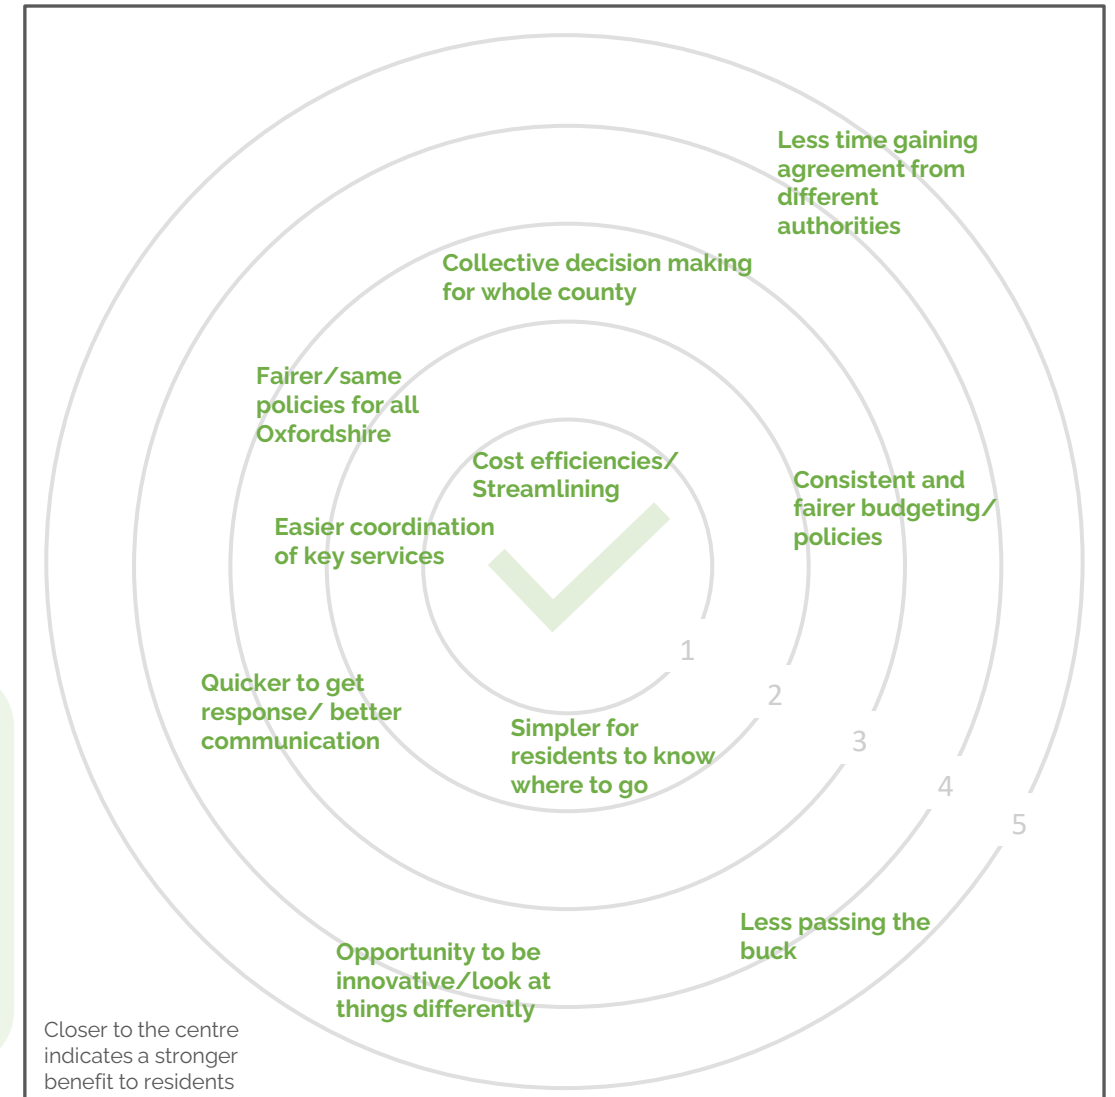 Less time gaining
agreement from
different
authorities
Collective decision making
for whole county
Fairer/same
policies for all
Oxfordshire
Cost efficiencies/
Streamlining
Consistent and
fairer budgeting/
policies
Easier coordination
of key services
1
Quicker to get
response/ better
communication
2
Simpler for
residents to know
where to go
3
4
5
Less passing the
buck
Opportunity to be
innovative/look at
things differently
Closer to the centre
indicates a stronger
benefit to residents